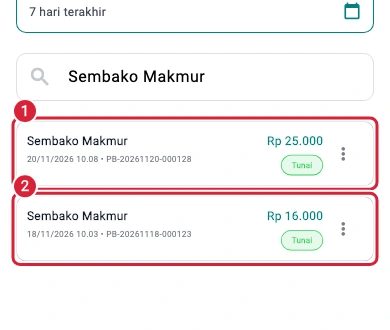 7 hari terakhir
Sembako Makmur
1
Sembako Makmur
Rp 25.000
20/11/2026 10.08 • PB-20261120-000128
Tunai
2
Sembako Makmur
Rp 16.000
18/11/2026 10.03 • PB-20261118-000123
Tunai